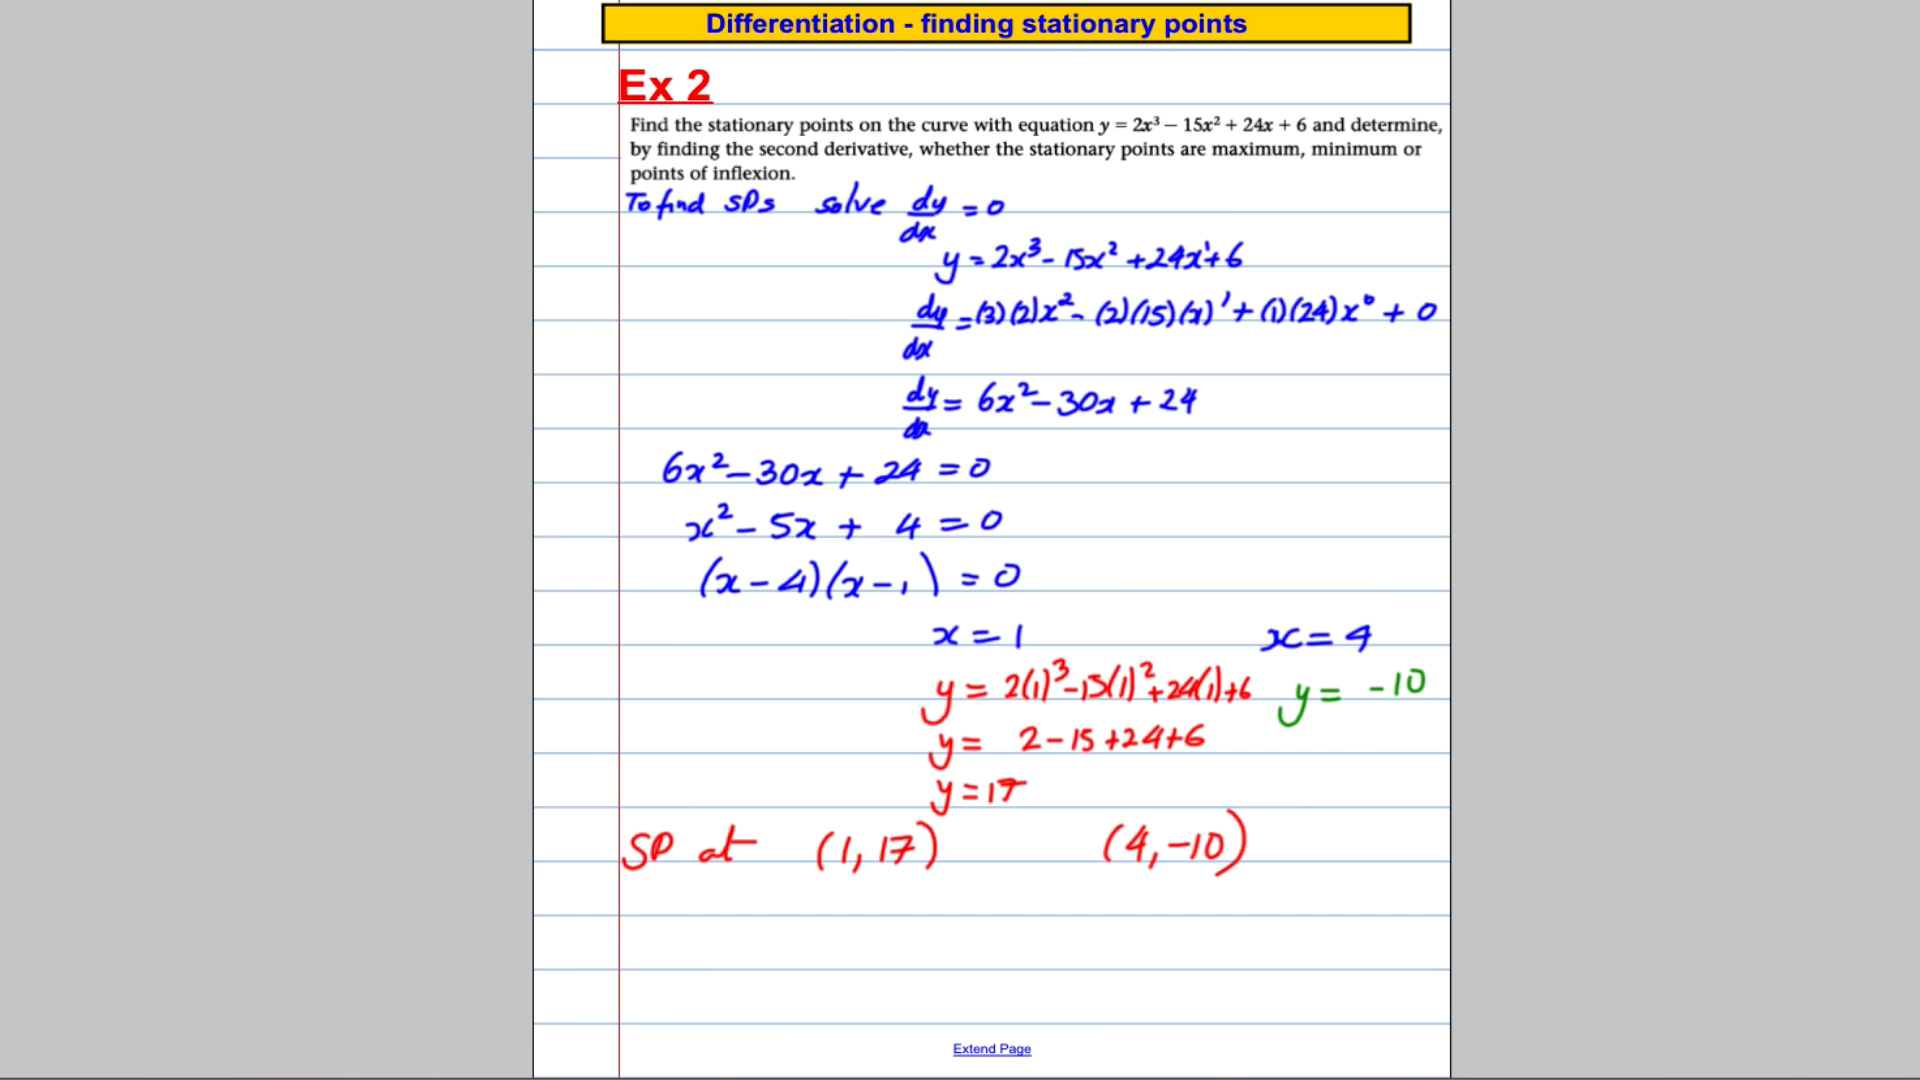 Differentiation - finding stationary points
Ex 2
Find the stationary points on the curve with equation y = 2x³ – 15x² + 24x + 6 and determine,
by finding the second derivative, whether the stationary points are maximum, minimum or
points of inflexion.
To find SPs solve dy/dx = 0
y = 2x³ - 15x² + 24x¹ + 6
dy/dx = (3)(2)x² - (2)(15)(x)¹ + (1)(24)x⁰ + 0
dy/dx = 6x² - 30x + 24
6x² - 30x + 24 = 0
x² - 5x + 4 = 0
(x - 4)(x - 1) = 0
x = 1 x = 4
y = 2(1)³ - 15(1)² + 24(1) + 6 y = -10
y = 2 - 15 + 24 + 6
y = 17
SP at (1, 17) (4, -10)
Extend Page